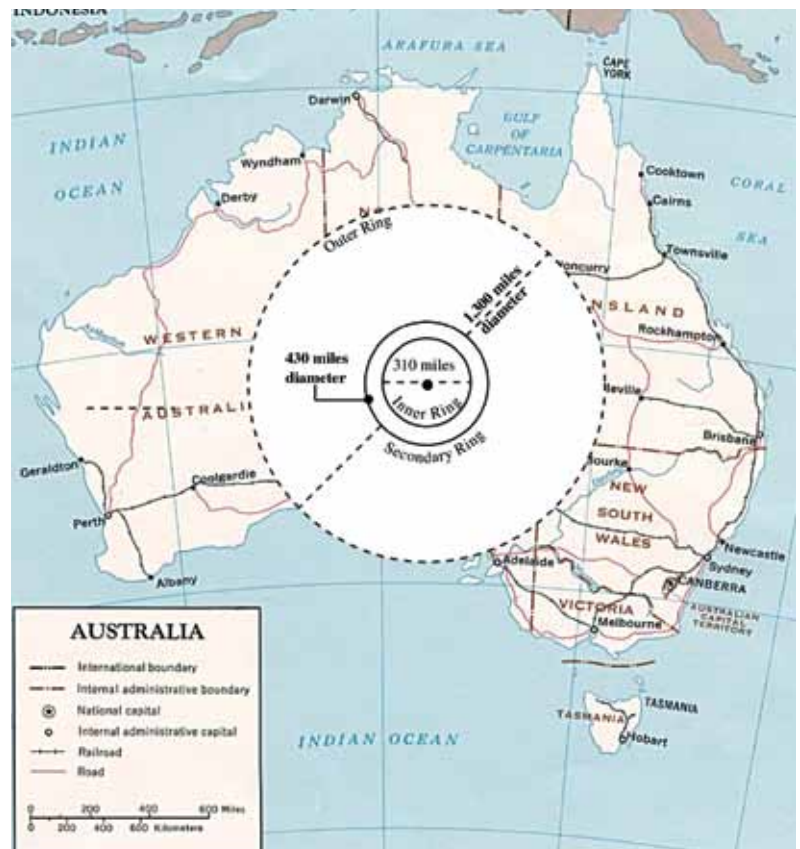 INDONESIA
ARAFURA SEA
CAPE
YORK
Darwin
INDIAN
OCEAN
GULF
OF
CARPENTARIA
Wyndham
Cooktown
CORAL
SEA
Derby
Cairns
Outer Ring
Townsville
oncurry
1,300 miles
diameter
NSLAND
WESTERN
Rockhampton
430 miles
diameter
310 miles
Inner Ring
Secondary Ring
leville
AUSTRALI
Brisbane
Geraldton
Coolgardie
ourke
NEW
SOUTH
WALES
Perth
Newcastle
Sydney
Adelaide
CANBERRA
Albany
VICTORIA
AUSTRALIAN
CAPITAL
TERRITORY
Melbourne
AUSTRALIA
International boundary
Internal administrative boundary
National capital
Internal administrative capital
Railroad
Road
0 200 400 600 Miles
0 200 400 600 Kilometers
TASMANIA
TASMANIA
Hobart
INDIAN OCEAN